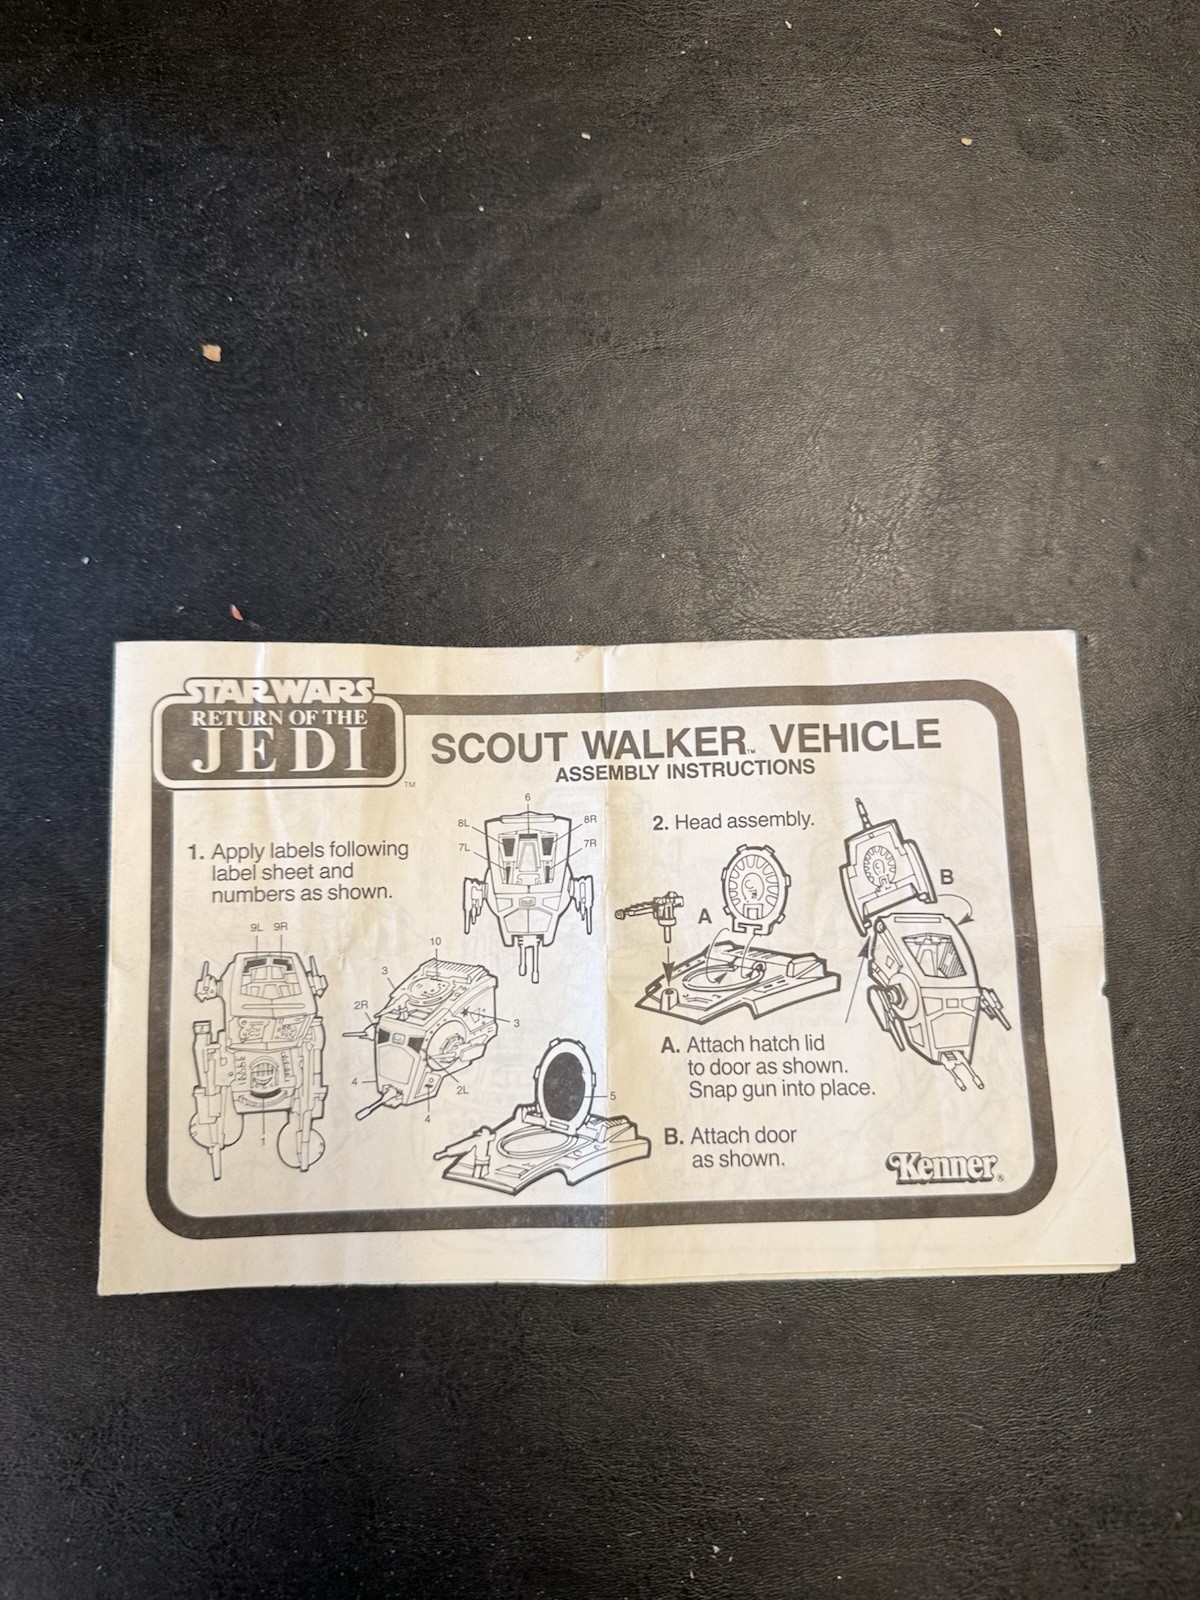 STAR WARS
RETURN OF THE
JEDI
TM
SCOUT WALKER™ VEHICLE
ASSEMBLY INSTRUCTIONS
1. Apply labels following
label sheet and
numbers as shown.
6
8L
8R
7L
7R
9L 9R
1
10
3
2R
3
4
2L
4
5
2. Head assembly.
A
B
A. Attach hatch lid
to door as shown.
Snap gun into place.
B. Attach door
as shown.
Kenner®